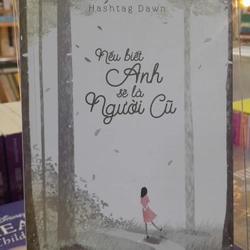 Hashtag Dawn
Nếu biết
Anh
sẽ là
Người Cũ